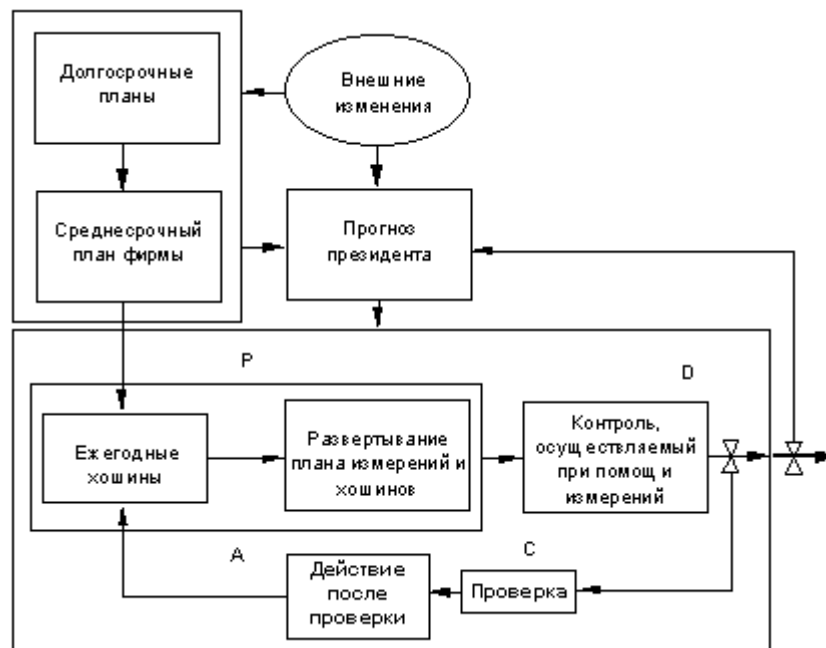 Долгосрочные
планы
Внешние
изменения
Среднесрочный
план фирмы
Прогноз
президента
P
D
Ежегодные
хошины
Развертывание
плана измерений и
хошинов
Контроль,
осуществляемый
при помощ и
измерений
A
C
Действие
после
проверки
Проверка